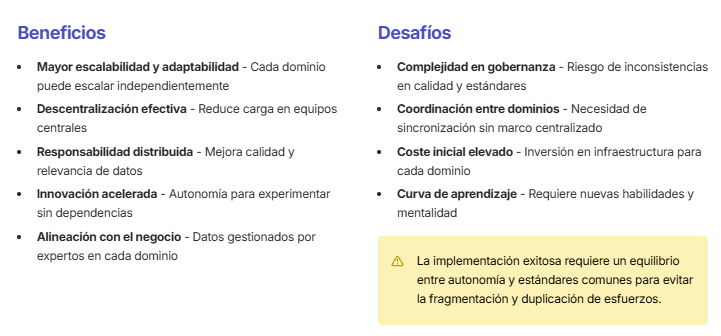 Beneficios
• Mayor escalabilidad y adaptabilidad - Cada dominio
puede escalar independientemente
• Descentralización efectiva - Reduce carga en equipos
centrales
• Responsabilidad distribuida - Mejora calidad y
relevancia de datos
• Innovación acelerada - Autonomía para experimentar
sin dependencias
• Alineación con el negocio - Datos gestionados por
expertos en cada dominio
Desafíos
• Complejidad en gobernanza - Riesgo de inconsistencias
en calidad y estándares
• Coordinación entre dominios - Necesidad de
sincronización sin marco centralizado
• Coste inicial elevado - Inversión en infraestructura para
cada dominio
• Curva de aprendizaje - Requiere nuevas habilidades y
mentalidad
La implementación exitosa requiere un equilibrio
entre autonomía y estándares comunes para evitar
la fragmentación y duplicación de esfuerzos.